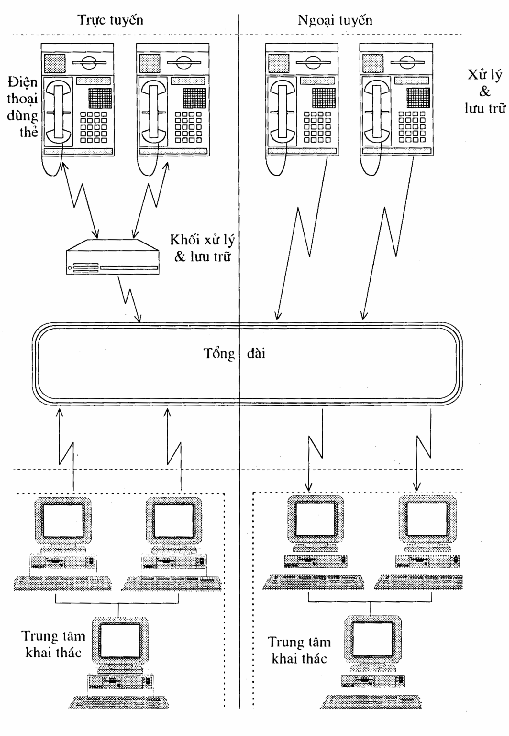 Trực tuyến
Ngoại tuyến
Điện
thoại
dùng
thẻ
Xử lý
&
lưu trữ
Khối xử lý
& lưu trữ
Tổng đài
Trung tâm
khai thác
Trung tâm
khai thác